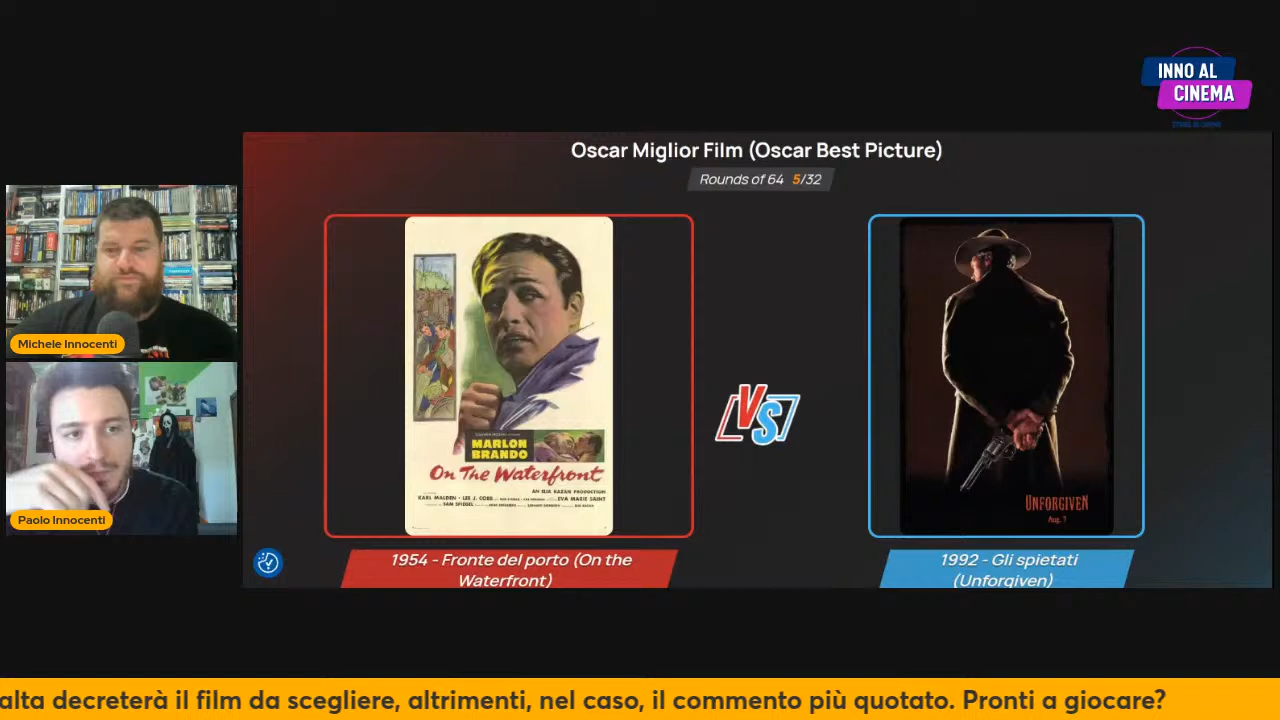 INNO AL
CINEMA
Oscar Miglior Film (Oscar Best Picture)
Rounds of 64 5/32
Michele Innocenti
Paolo Innocenti
MARLON
BRANDO
On The Waterfront
AN ELIA KAZAN PRODUCTION
KARL MALDEN · LEE J. COBB
EVA MARIE SAINT
SAM SPIEGEL
VS
UNFORGIVEN
Aug. 7
1954 - Fronte del porto (On the
Waterfront)
1992 - Gli spietati
(Unforgiven)
alta decreterà il film da scegliere, altrimenti, nel caso, il commento più quotato. Pronti a giocare?